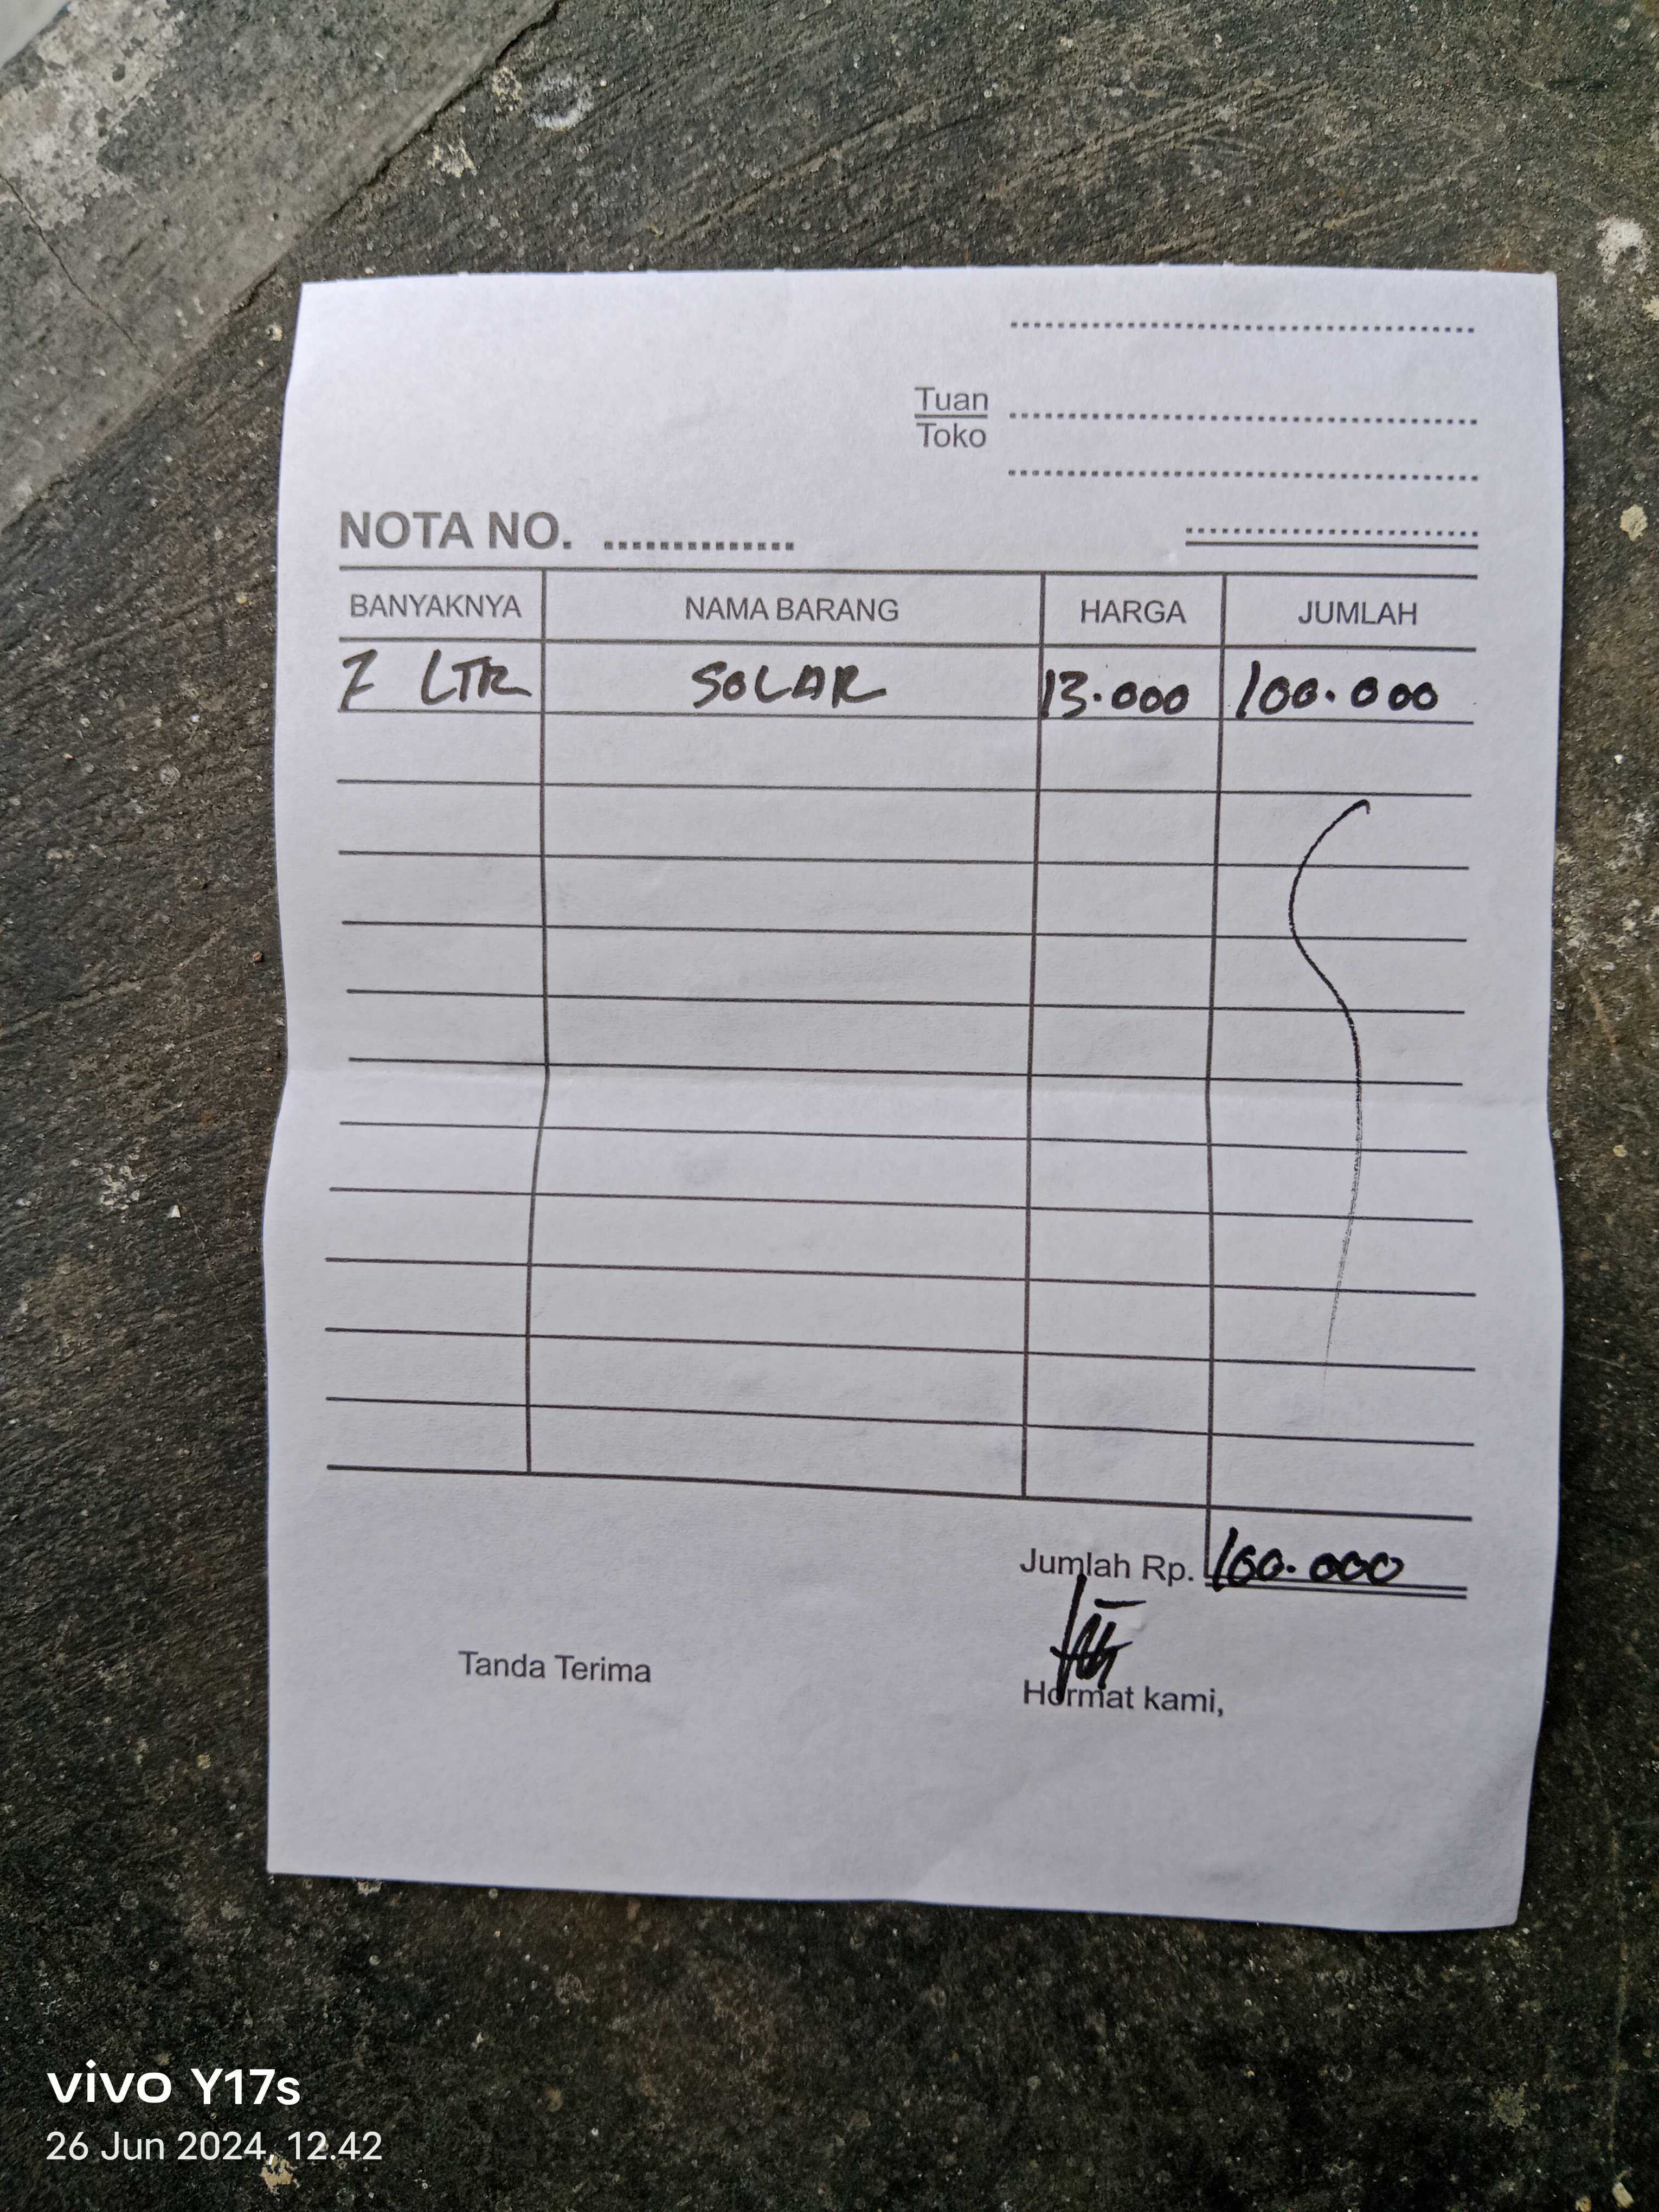 Tuan
Toko
NOTA NO.
BANYAKNYA NAMA BARANG HARGA JUMLAH
7 LTR SOLAR 13.000 100.000
Jumlah Rp. 100.000
Tanda Terima
Hormat kami,
vivo Y17s
26 Jun 2024, 12.42